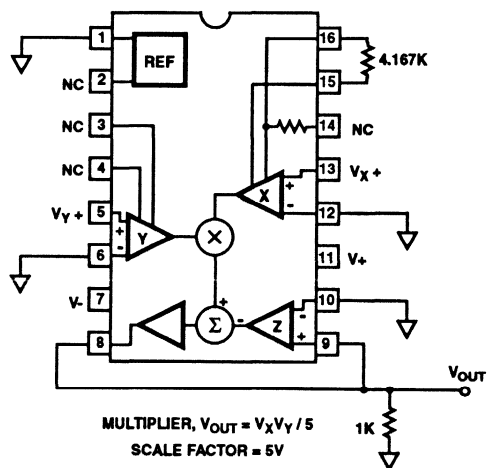 1
REF
16
4.167K
NC
2
15
NC
3
14
NC
NC
4
13
VX +
X
+
-
VY +
5
12
+
Y
-
×
6
11
V+
V-
7
+
10
Σ
-
Z
-
+
8
9
VOUT
1K
MULTIPLIER, VOUT = VXVY / 5
SCALE FACTOR = 5V